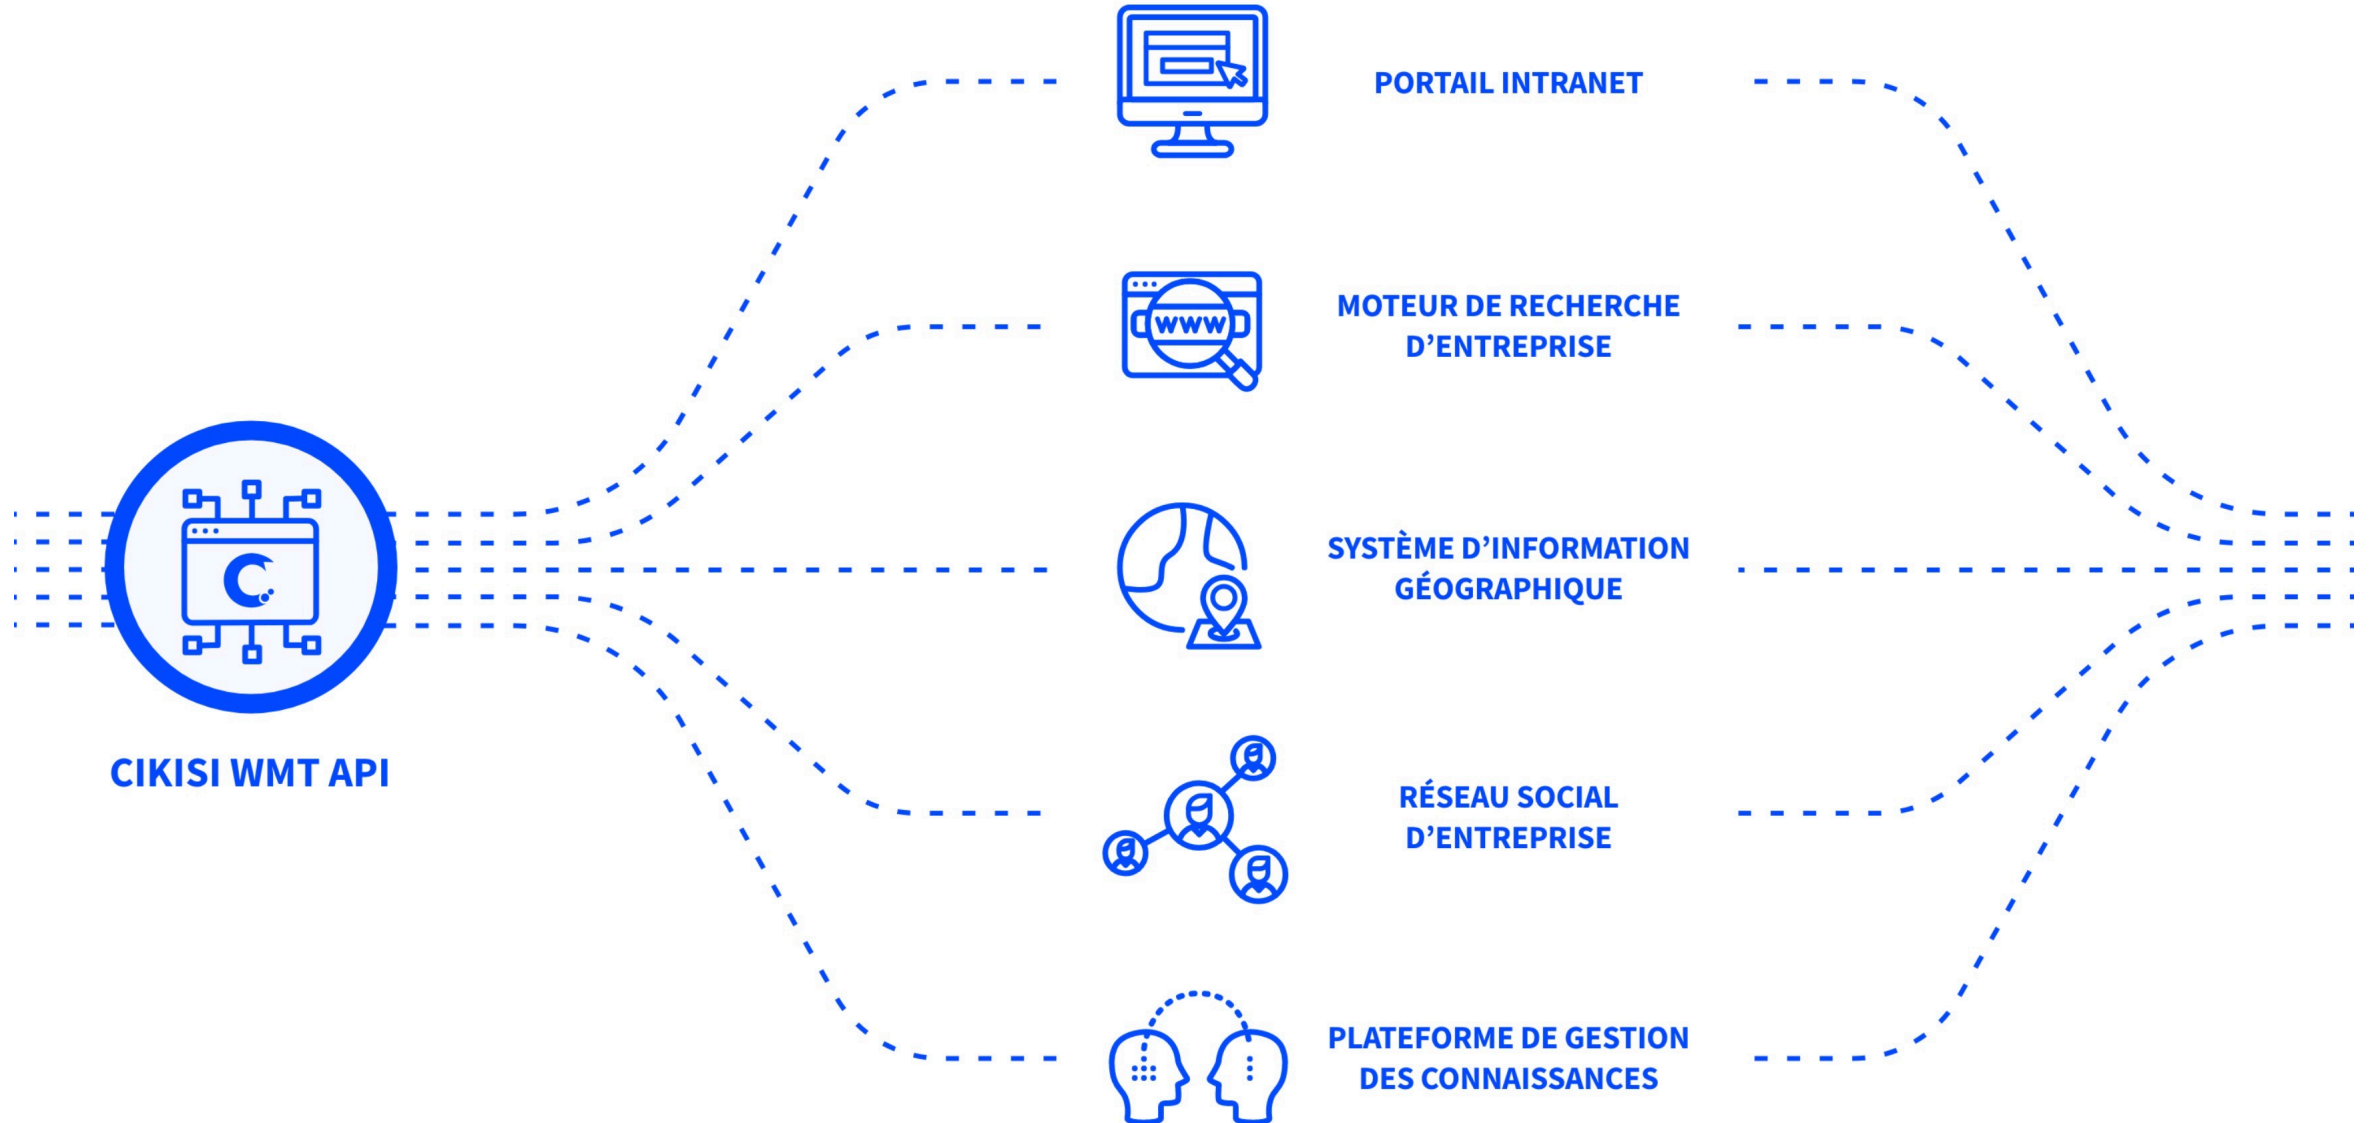 PORTAIL INTRANET
MOTEUR DE RECHERCHE
D’ENTREPRISE
WWW
SYSTÈME D’INFORMATION
GÉOGRAPHIQUE
CIKISI WMT API
RÉSEAU SOCIAL
D’ENTREPRISE
PLATEFORME DE GESTION
DES CONNAISSANCES